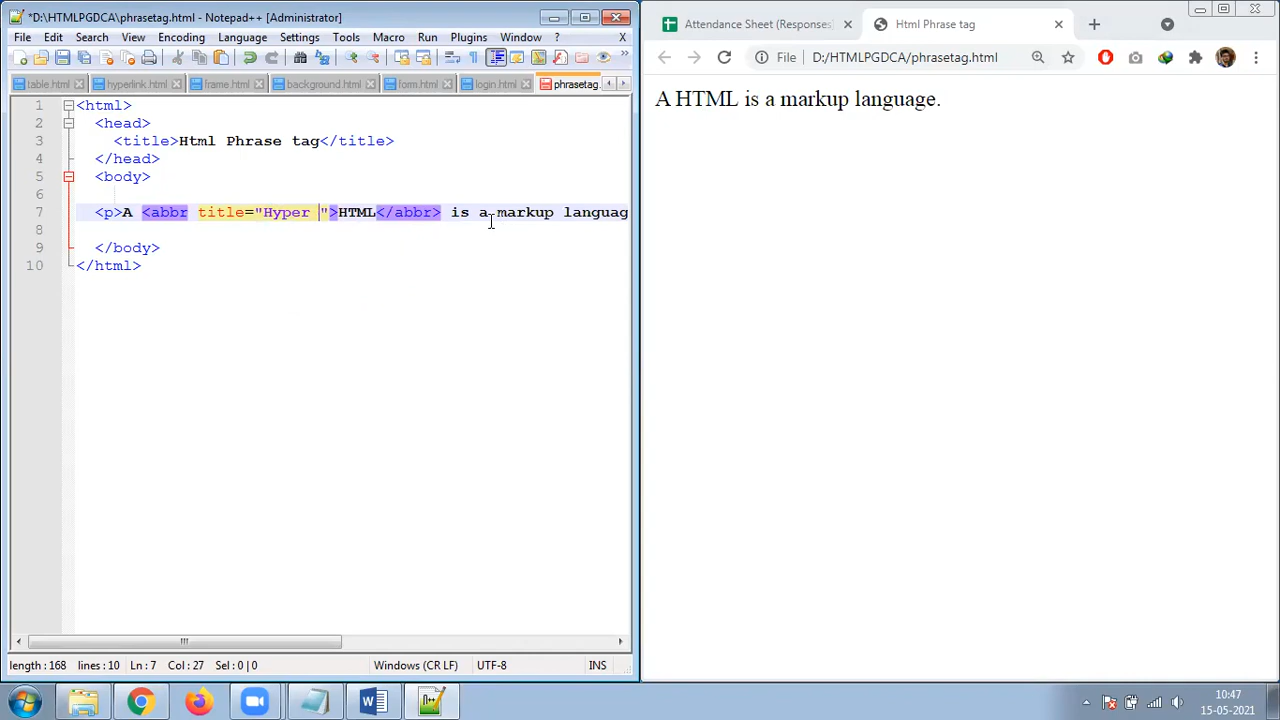 *D:\HTMLPGDCA\phrasetag.html - Notepad++ [Administrator]
File Edit Search View Encoding Language Settings Tools Macro Run Plugins Window ? X
table.html hyperlink.html frame.html background.html form.html login.html phrasetag.
1 <html>
2 <head>
3 <title>Html Phrase tag</title>
4 </head>
5 <body>
6
7 <p>A <abbr title="Hyper ">HTML</abbr> is a markup languag
8
9 </body>
10 </html>
length : 168 lines : 10 Ln : 7 Col : 27 Sel : 0 | 0 Windows (CR LF) UTF-8 INS
Attendance Sheet (Responses) Html Phrase tag
File D:/HTMLPGDCA/phrasetag.html
A HTML is a markup language.
10:47
15-05-2021